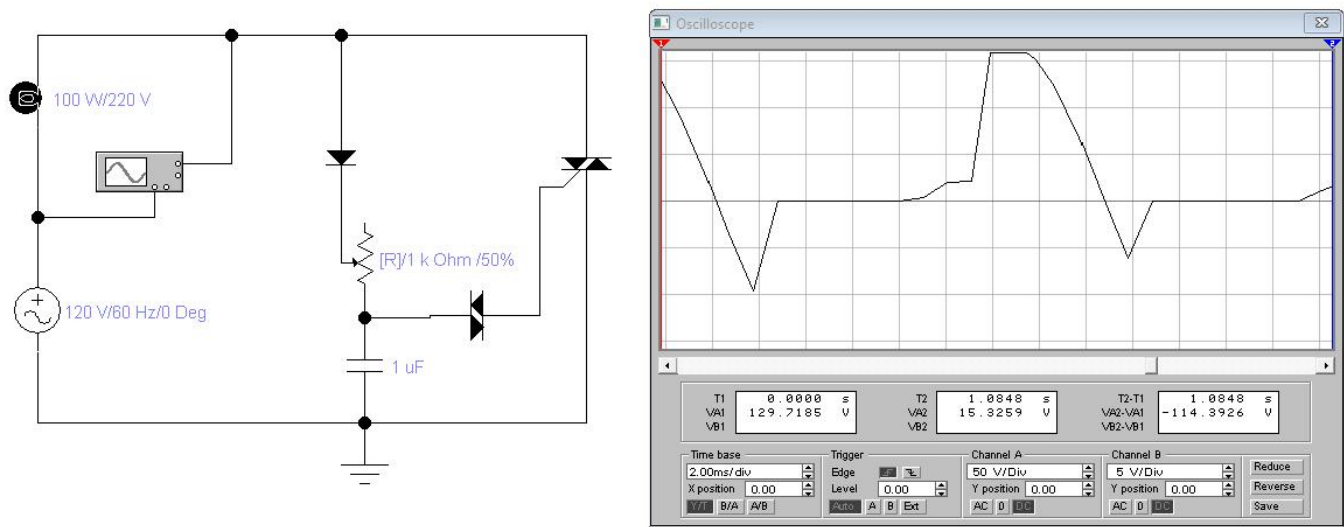 100 W/220 V
[R]/1 k Ohm /50%
120 V/60 Hz/0 Deg
1 uF
Oscilloscope
1
2
T1 0.0000 s
VA1 129.7185 V
VB1
T2 1.0848 s
VA2 15.3259 V
VB2
T2-T1 1.0848 s
VA2-VA1 -114.3926 V
VB2-VB1
Time base
2.00ms/div
X position 0.00
Y/T B/A A/B
Trigger
Edge
Level 0.00
Auto A B Ext
Channel A
50 V/Div
Y position 0.00
AC 0 DC
Channel B
5 V/Div
Y position 0.00
AC 0 DC
Reduce
Reverse
Save